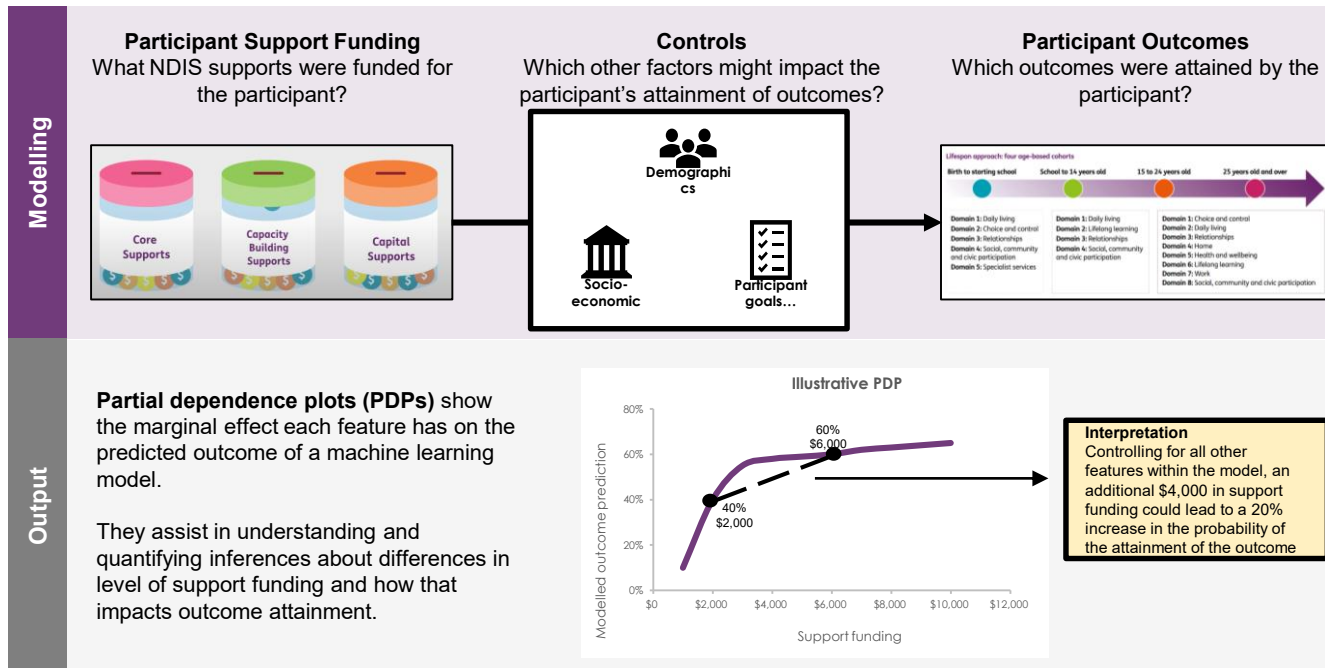 Modelling
Participant Support Funding
What NDIS supports were funded for
the participant?
Core
Supports
Capacity
Building
Supports
Capital
Supports
Controls
Which other factors might impact the
participant's attainment of outcomes?
Demographi
cs
Socio-
economic
Participant
goals...
Participant Outcomes
Which outcomes were attained by the
participant?
Lifespan approach: four age-based cohorts
Birth to starting school
School to 14 years old
15 to 24 years old
25 years old and over
Domain 1: Daily living
Domain 2: Choice and control
Domain 3: Relationships
Domain 4: Social, community
and civic participation
Domain 5: Specialist services
Domain 1: Daily living
Domain 2: Lifelong learning
Domain 3: Relationships
Domain 4: Social, community
and civic participation
Domain 1: Choice and control
Domain 2: Daily living
Domain 3: Relationships
Domain 4: Home
Domain 5: Health and wellbeing
Domain 6: Lifelong learning
Domain 7: Work
Domain 8: Social, community and civic participation
Output
Partial dependence plots (PDPs) show
the marginal effect each feature has on the
predicted outcome of a machine learning
model.
They assist in understanding and
quantifying inferences about differences in
level of support funding and how that
impacts outcome attainment.
Illustrative PDP
Modelled outcome prediction
80%
60%
40%
20%
0%
60%
$6,000
40%
$2,000
$0
$2,000
$4,000
$6,000
$8,000
$10,000
$12,000
Support funding
Interpretation
Controlling for all other
features within the model, an
additional $4,000 in support
funding could lead to a 20%
increase in the probability of
the attainment of the outcome